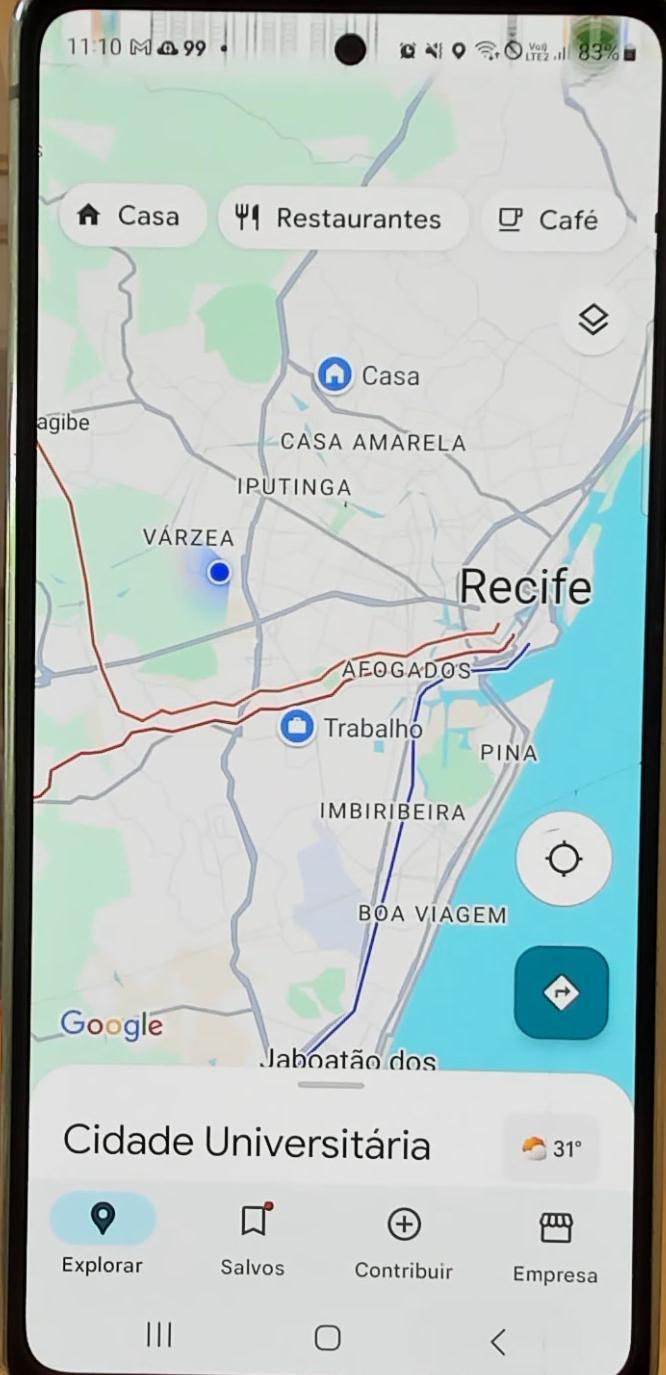 11:10 99 Vo)) LTE2 83%
Casa Restaurantes Café
Casa
agibe
CASA AMARELA
IPUTINGA
VÁRZEA
Recife
AFOGADOS
Trabalho
PINA
IMBIRIBEIRA
BOA VIAGEM
Google
Jaboatão dos
Cidade Universitária 31°
Explorar Salvos Contribuir Empresa